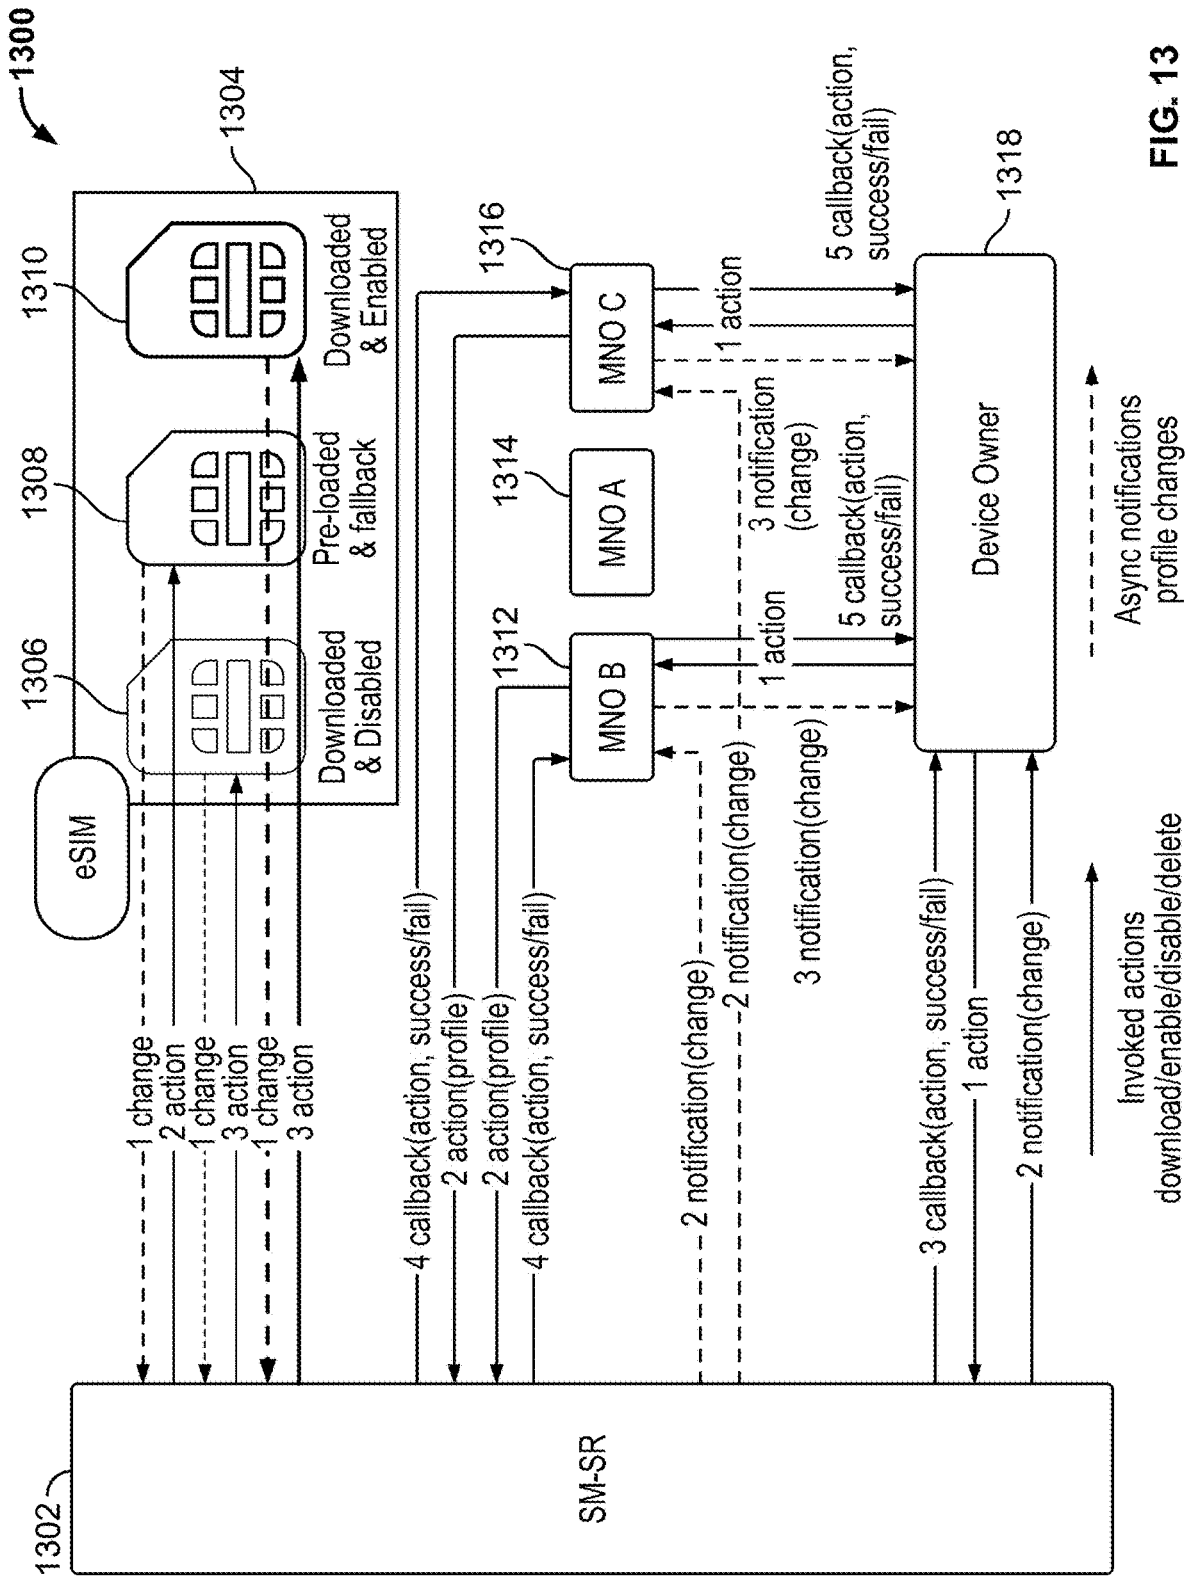 1300
1302
SM-SR
eSIM
1304
1306
Downloaded
& Disabled
1308
Pre-loaded
& fallback
1310
Downloaded
& Enabled
1 change
2 action
1 change
3 action
1 change
3 action
4 callback(action, success/fail)
2 action(profile)
2 action(profile)
4 callback(action, success/fail)
1312
MNO B
1314
MNO A
1316
MNO C
2 notification(change)
2 notification(change)
3 notification(change)
3 notification
(change)
1 action
5 callback(action,
success/fail)
1 action
5 callback(action,
success/fail)
Device Owner
1318
3 callback(action, success/fail)
1 action
2 notification(change)
Invoked actions
download/enable/disable/delete
Async notifications
profile changes
FIG. 13